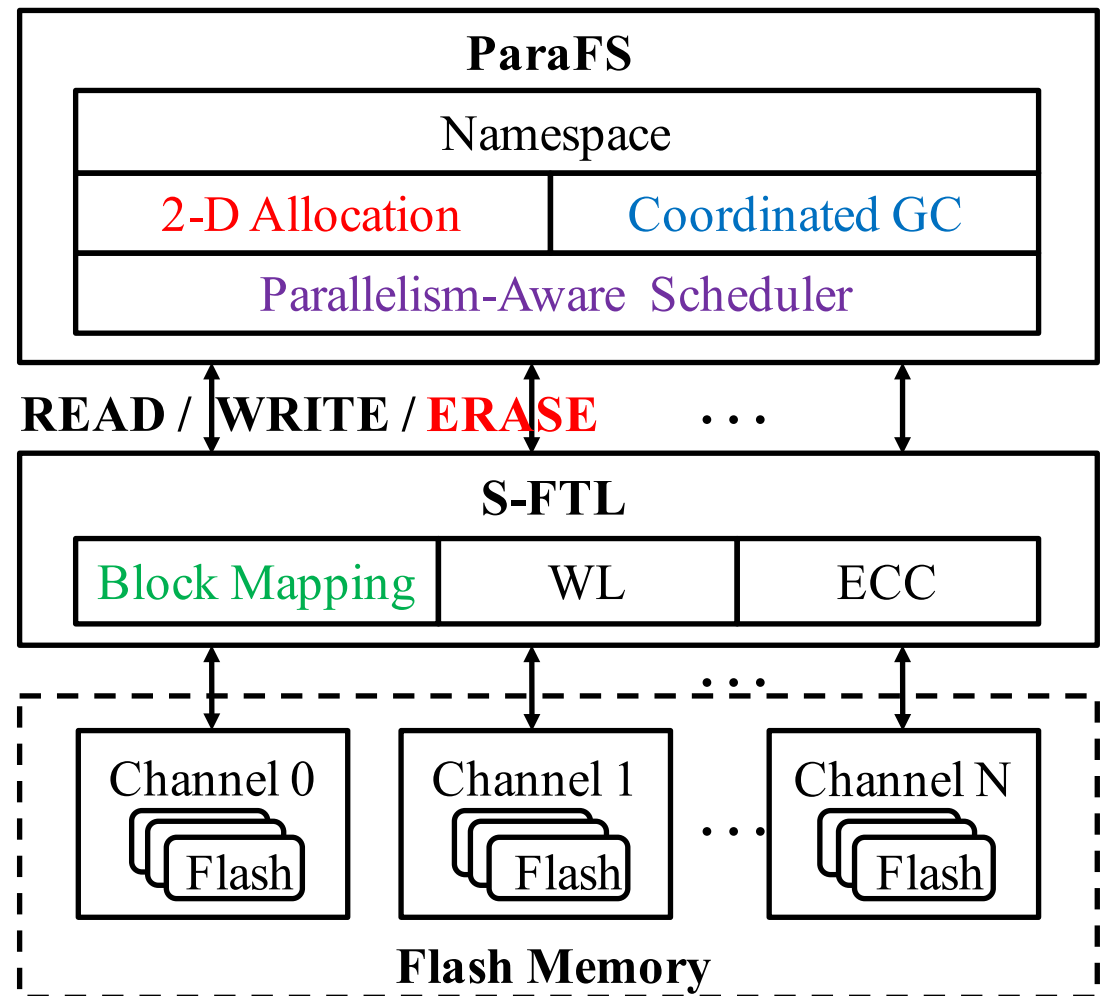 ParaFS
Namespace
2-D Allocation Coordinated GC
Parallelism-Aware Scheduler
READ / WRITE / ERASE ...
S-FTL
Block Mapping WL ECC
...
Channel 0 Channel 1 Channel N
...
Flash Flash Flash
Flash Memory